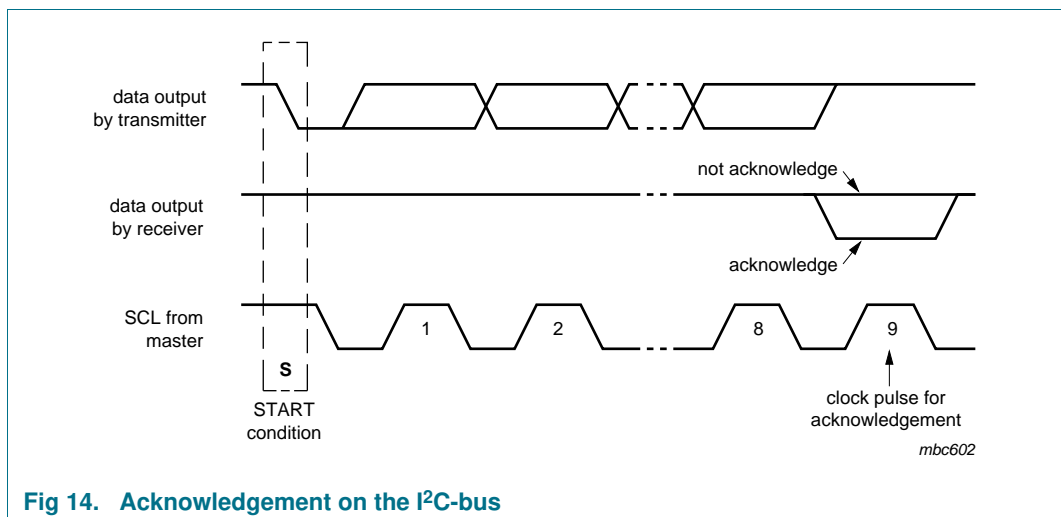 data output
by transmitter
not acknowledge
data output
by receiver
acknowledge
SCL from
master
1
2
8
9
S
START
condition
clock pulse for
acknowledgement
mbc602
Fig 14. Acknowledgement on the I²C-bus